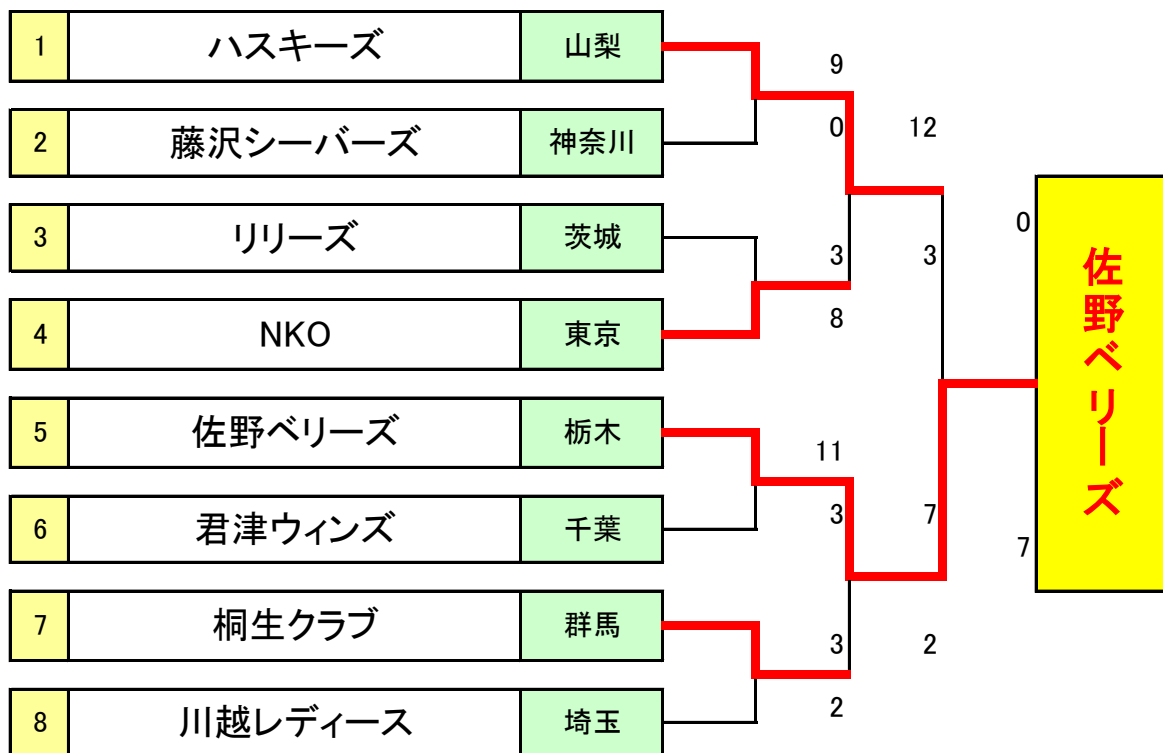 1 ハスキーズ 山梨
9
2 藤沢シーバーズ 神奈川
0 12
3 リリーズ 茨城
3 3
0
4 NKO 東京
8
佐野ベリーズ
5 佐野ベリーズ 栃木
11
6 君津ウィンズ 千葉
3 7
7
7 桐生クラブ 群馬
3 2
8 川越レディース 埼玉
2